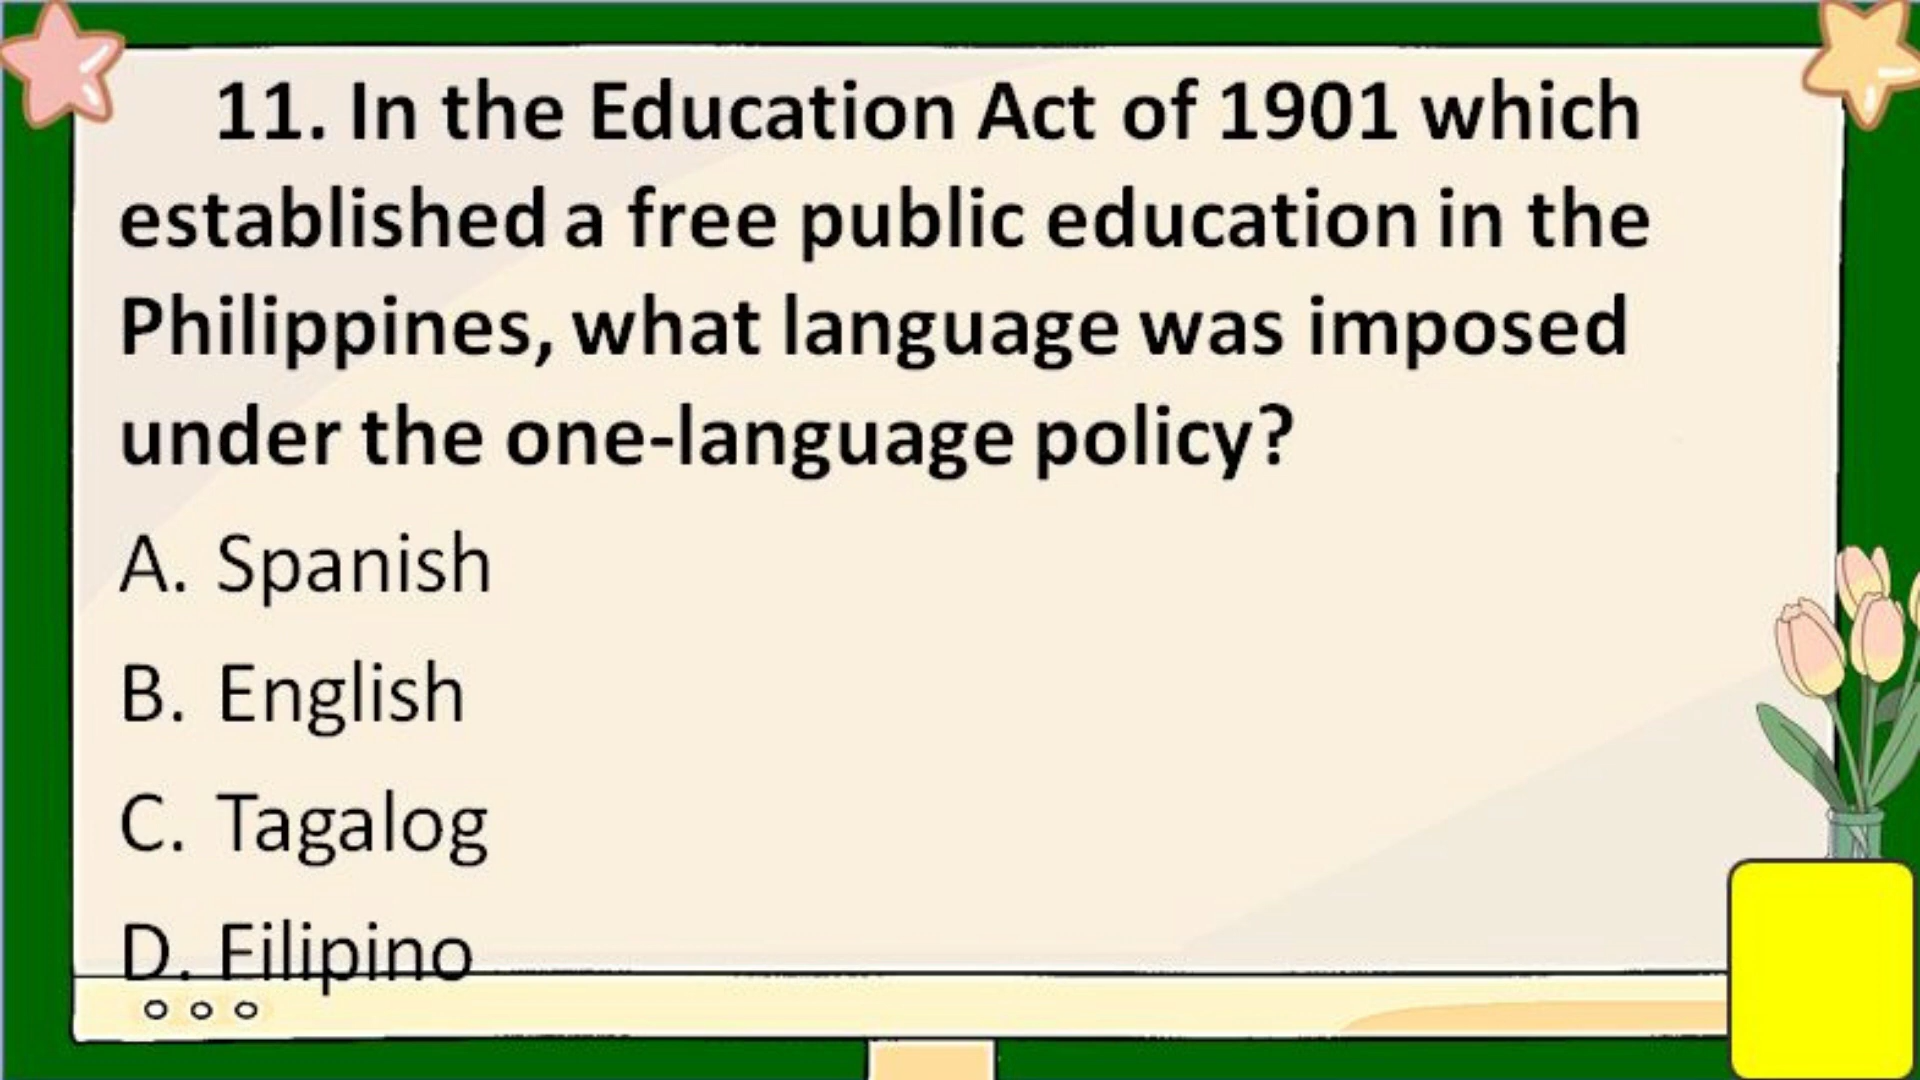 11. In the Education Act of 1901 which
established a free public education in the
Philippines, what language was imposed
under the one-language policy?
A. Spanish
B. English
C. Tagalog
D. Filipino